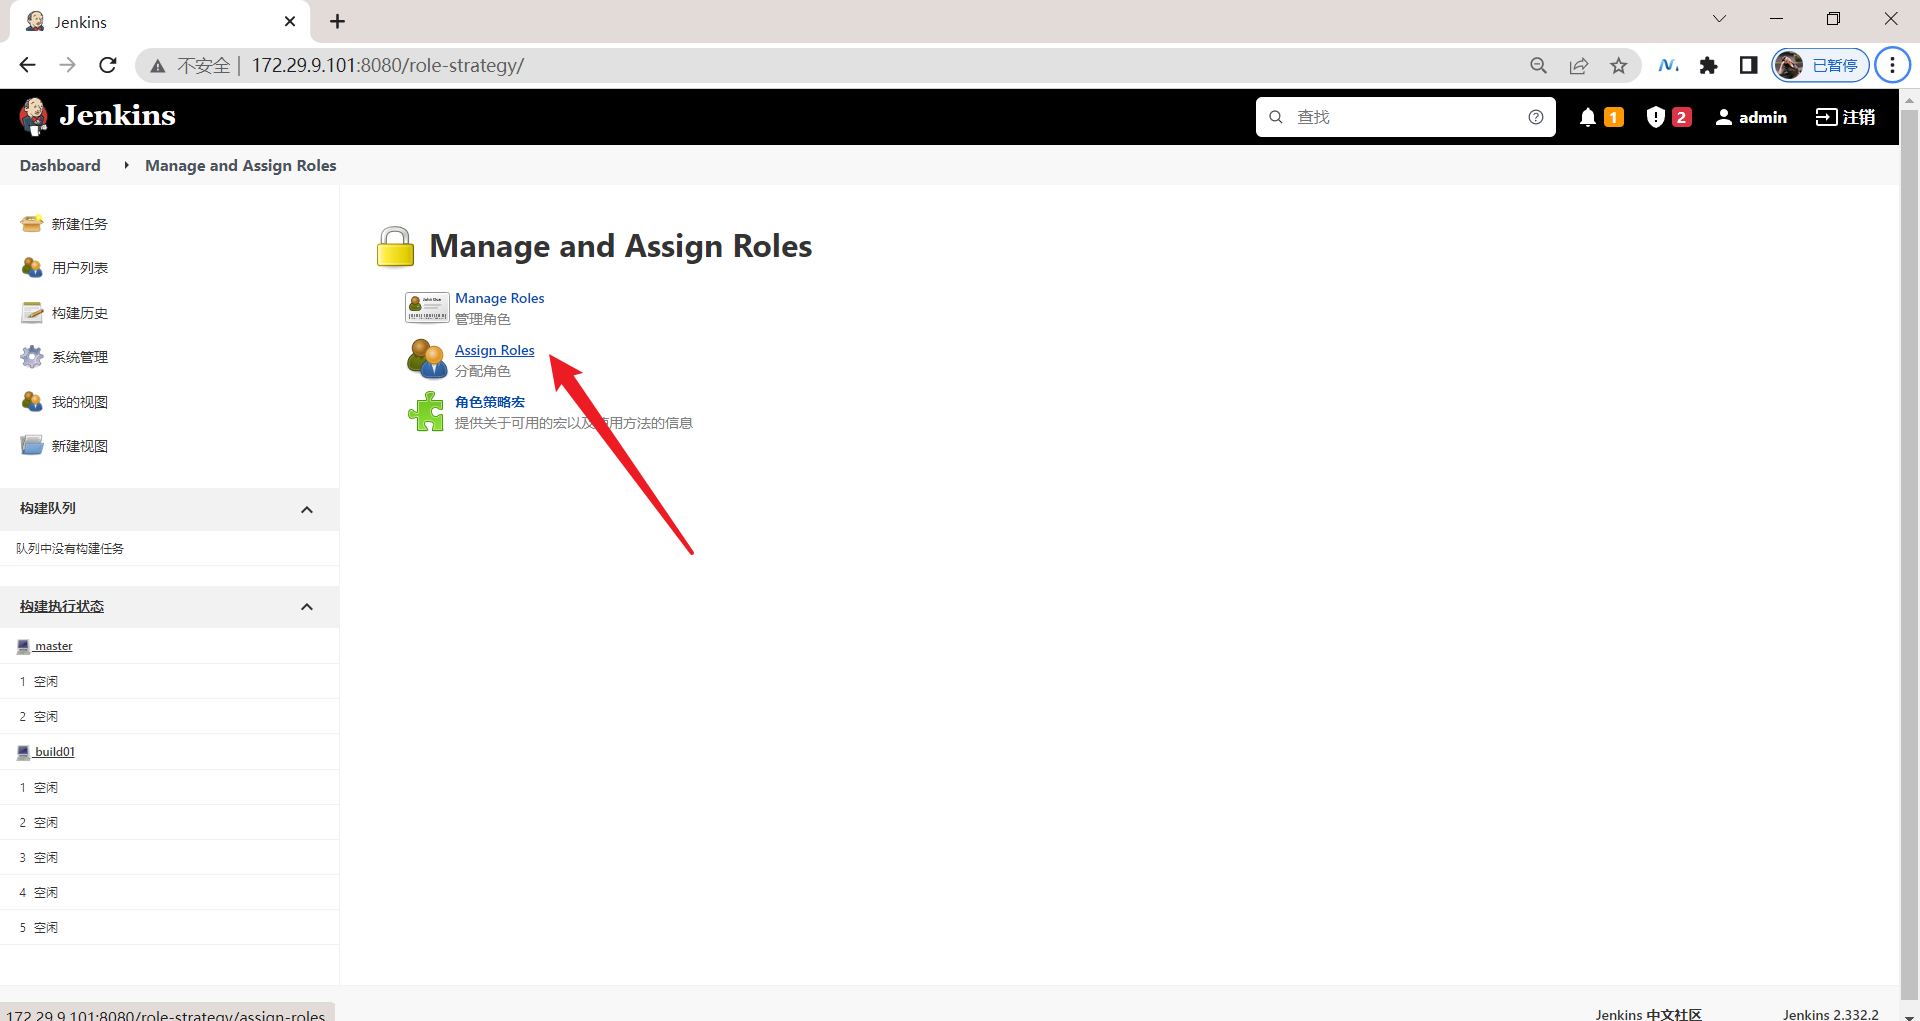 Jenkins
不安全
172.29.9.101:8080/role-strategy/
已暂停
Jenkins
查找
1
2
admin
注销
Dashboard
Manage and Assign Roles
新建任务
用户列表
构建历史
系统管理
我的视图
新建视图
构建队列
队列中没有构建任务
构建执行状态
master
1 空闲
2 空闲
build01
1 空闲
2 空闲
3 空闲
4 空闲
5 空闲
Manage and Assign Roles
Manage Roles
管理角色
Assign Roles
分配角色
角色策略宏
提供关于可用的宏以及使用方法的信息
172.29.9.101:8080/role-strategy/assign-roles
Jenkins 中文社区
Jenkins 2.332.2